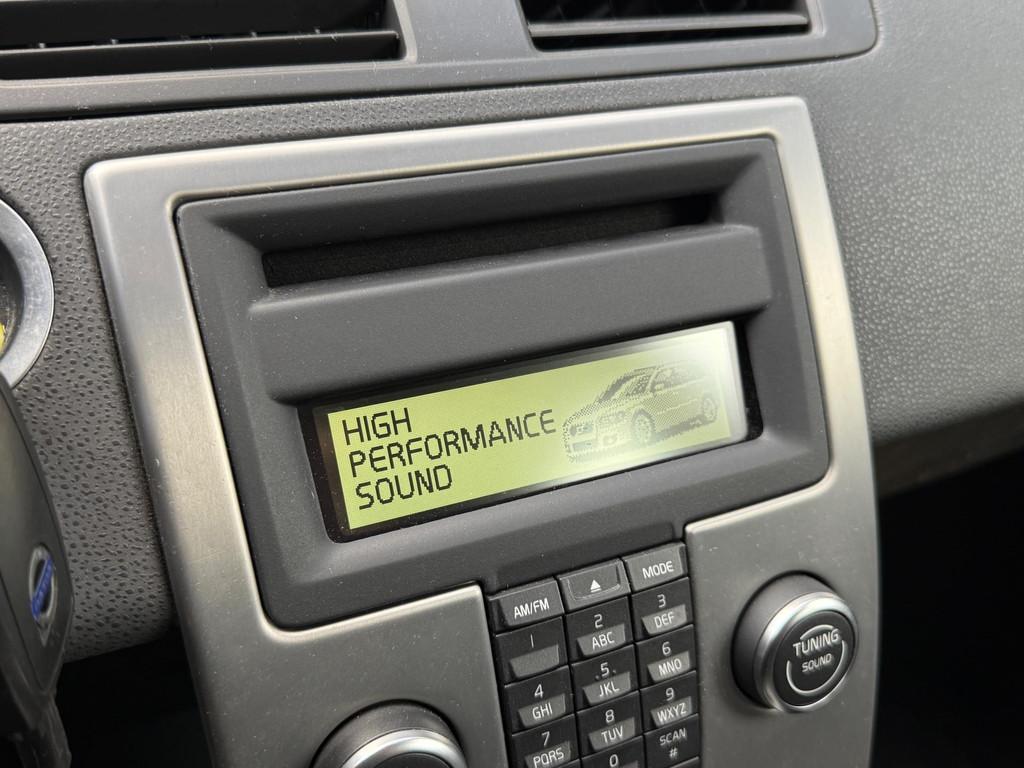 HIGH
PERFORMANCE
SOUND
AM/FM
MODE
1
2
ABC
3
DEF
4
GHI
5
JKL
6
MNO
7
PQRS
8
TUV
9
WXYZ
0
SCAN
#
TUNING
SOUND